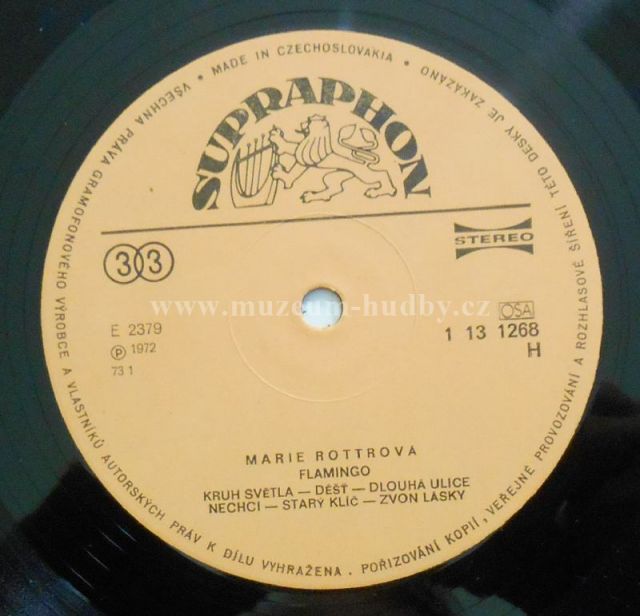 VŠECHNA PRÁVA GRAMOFONOVÉHO VÝROBCE A VLASTNÍKŮ AUTORSKÝCH PRÁV K DÍLU VYHRAŽENA . POŘIZOVÁNÍ KOPIÍ, VEŘEJNÉ PROVOZOVÁNÍ A ROZHLASOVÉ ŠÍŘENÍ TÉTO DESKY JE ZAKÁZÁNO
• MADE IN CZECHOSLOVAKIA •
SUPRAPHON
33
STEREO
www.muzeum-hudby.cz
OSA
E 2379
1 13 1268
℗ 1972
H
73 1
MARIE ROTTROVÁ
FLAMINGO
KRUH SVĚTLA — DÉŠŤ — DLOUHÁ ULICE
NECHCI — STARÝ KLÍČ — ZVON LÁSKY